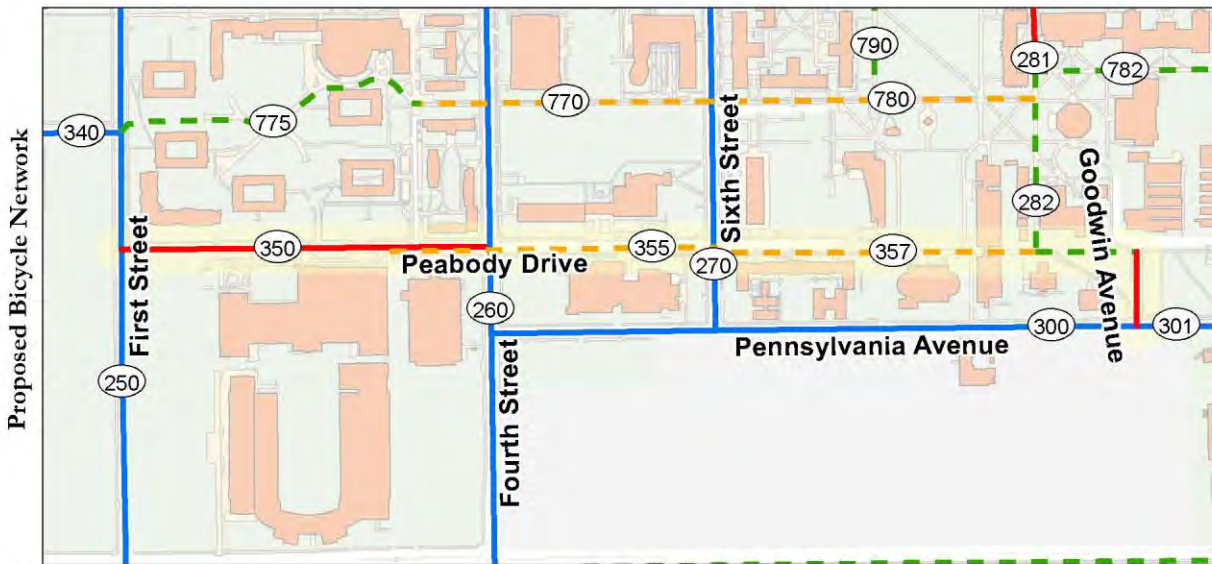 Proposed Bicycle Network
790
281
782
770
780
340
775
Sixth Street
Goodwin Avenue
282
First Street
350
355
357
Peabody Drive
270
260
300
301
Pennsylvania Avenue
250
Fourth Street